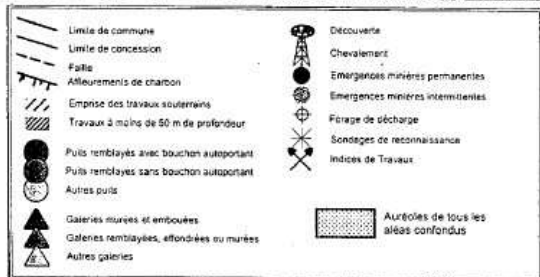 Limite de commune
Limite de concession
Faille
Affleurements de charbon
Emprise des travaux souterrains
Travaux à moins de 50 m de profondeur
Puits remblayés avec bouchon autoportant
Puits remblayés sans bouchon autoportant
Autres puits
Galeries murées et embouées
Galeries remblayées, effondrées ou murées
Autres galeries
Découverte
Chevalement
Emergences minières permanentes
Emergences minières intermittentes
Forage de décharge
Sondages de reconnaissance
Indices de Travaux
Auréoles de tous les
aléas confondus